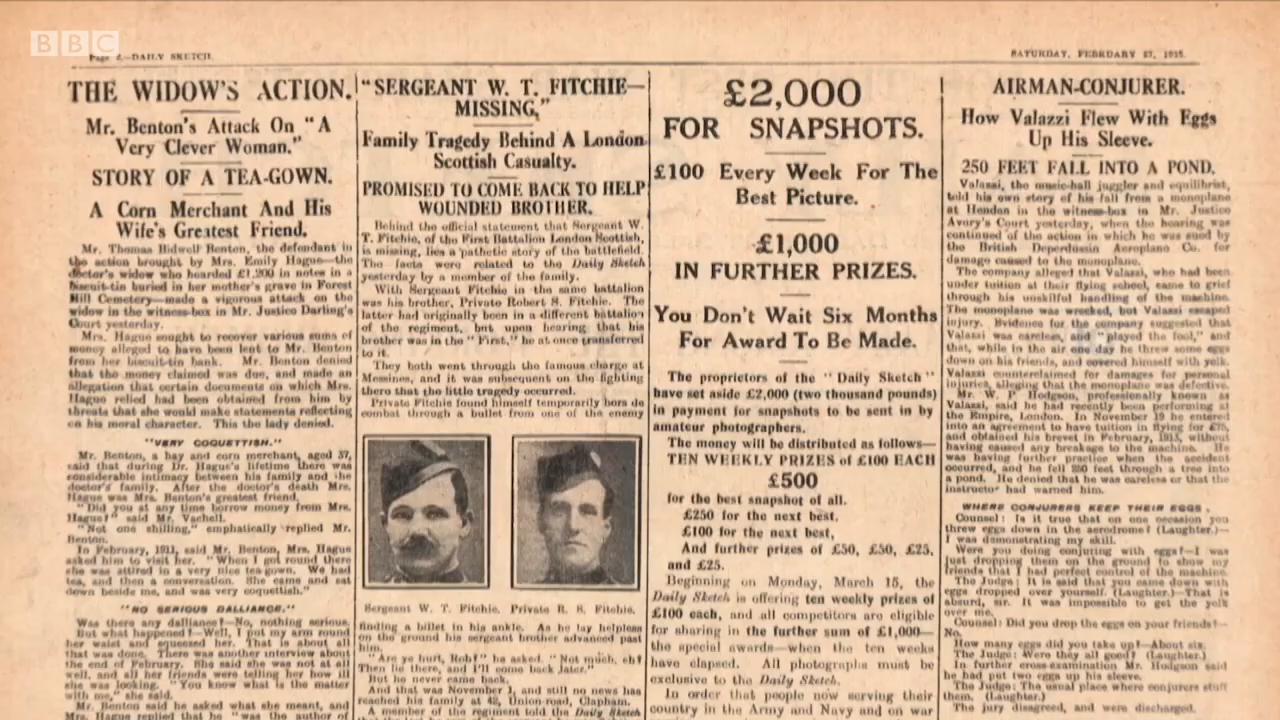 BBC
Page 2.—DAILY SKETCH.
SATURDAY, FEBRUARY 27, 1915.
THE WIDOW'S ACTION.
Mr. Benton's Attack On "A
Very Clever Woman."
STORY OF A TEA-GOWN.
A Corn Merchant And His
Wife's Greatest Friend.
Mr. Thomas Bidwell Benton, the defendant in
the action brought by Mrs. Emily Hague—the
doctor's widow who hoarded £1,200 in notes in a
biscuit-tin buried in her mother's grave in Forest
Hill Cemetery—made a vigorous attack on the
widow in the witness-box in Mr. Justice Darling's
Court yesterday.
Mrs. Hague sought to recover various sums of
money alleged to have been lent to Mr. Benton
from her biscuit-tin bank. Mr. Benton denied
that the money claimed was due, and made an
allegation that certain documents on which Mrs.
Hague relied had been obtained from him by
threats that she would make statements reflecting
on his moral character. This the lady denied.
"VERY COQUETTISH."
Mr. Benton, a hay and corn merchant, aged 37,
said that during Dr. Hague's lifetime there was
considerable intimacy between his family and the
doctor's family. After the doctor's death Mrs.
Hague was Mrs. Benton's greatest friend.
"Did you at any time borrow money from Mrs.
Hague?" said Mr. Vachell.
"Not one shilling," emphatically replied Mr.
Benton.
In February, 1911, said Mr. Benton, Mrs. Hague
asked him to visit her. "When I got round there
she was attired in a very nice tea-gown. We had
tea, and then a conversation. She came and sat
down beside me, and was very coquettish."
"NO SERIOUS DALLIANCE."
Was there any dalliance?—No, nothing serious.
But what happened?—Well, I put my arm round
her waist and squeezed her. That is about all
that was done. There was another interview about
the end of February. She said she was not at all
well, and all her friends were telling her how ill
she was looking. "You know what is the matter
with me," she said.
Mr. Benton said he asked what she meant, and
Mrs. Hague replied that he "was the author of
"SERGEANT W. T. FITCHIE—
MISSING,"
Family Tragedy Behind A London
Scottish Casualty.
PROMISED TO COME BACK TO HELP
WOUNDED BROTHER.
Behind the official statement that Sergeant W.
T. Fitchie, of the First Battalion London Scottish,
is missing, lies a pathetic story of the battlefield.
The facts were related to the Daily Sketch
yesterday by a member of the family.
With Sergeant Fitchie in the same battalion
was his brother, Private Robert S. Fitchie. The
latter had originally been in a different battalion
of the regiment, but upon hearing that his
brother was in the "First," he at once transferred
to it.
They both went through the famous charge at
Messines, and it was subsequent on the fighting
there that the little tragedy occurred.
Private Fitchie found himself temporarily hors de
combat through a bullet from one of the enemy
Sergeant W. T. Fitchie. Private R. S. Fitchie.
finding a billet in his ankle. As he lay helpless
on the ground his sergeant brother advanced past
him.
"Are ye hurt, Rob?" he asked. "Not much, eh?
Then lie there, and I'll come back later."
But he never came back.
And that was November 1, and still no news has
reached his family at 42, Union-road, Clapham.
A member of the regiment told the Daily Sketch
£2,000
FOR SNAPSHOTS.
£100 Every Week For The
Best Picture.
£1,000
IN FURTHER PRIZES.
You Don't Wait Six Months
For Award To Be Made.
The proprietors of the "Daily Sketch"
have set aside £2,000 (two thousand pounds)
in payment for snapshots to be sent in by
amateur photographers.
The money will be distributed as follows—
TEN WEEKLY PRIZES of £100 EACH
£500
for the best snapshot of all.
£250 for the next best,
£100 for the next best,
And further prizes of £50, £50, £25,
and £25.
Beginning on Monday, March 15, the
Daily Sketch is offering ten weekly prizes of
£100 each, and all competitors are eligible
for sharing in the further sum of £1,000—
the special awards—when the ten weeks
have elapsed. All photographs must be
exclusive to the Daily Sketch.
In order that people now serving their
country in the Army and Navy and on war
AIRMAN-CONJURER.
How Valazzi Flew With Eggs
Up His Sleeve.
250 FEET FALL INTO A POND.
Valazzi, the music-hall juggler and equilibrist,
told his own story of his fall from a monoplane
at Hendon in the witness-box in Mr. Justice
Avory's Court yesterday, when the hearing was
continued of the action in which he was sued by
the British Deperdussin Aeroplane Co. for
damage caused to the monoplane.
The company alleged that Valazzi, who had been
under tuition at their flying school, came to grief
through his unskilful handling of the machine.
The monoplane was wrecked, but Valazzi escaped
injury. Evidence for the company suggested that
Valazzi was careless, and "played the fool," and
that, while in the air one day he threw some eggs
down on his friends, and covered himself with yolk.
Valazzi counterclaimed for damages for personal
injuries, alleging that the monoplane was defective.
Mr. W. P. Hodgson, professionally known as
Valazzi, said he had recently been performing at
the Empire, London. In November 19 he entered
into an agreement to have tuition in flying for £75,
and obtained his brevet in February, 1913, without
having caused any breakage to the machine. He
was having further practice when the accident
occurred, and he fell 250 feet through a tree into
a pond. He denied that he was careless or that the
instructor had warned him.
WHERE CONJURERS KEEP THEIR EGGS.
Counsel: Is it true that on one occasion you
threw eggs down in the aerodrome? (Laughter.)—
I was demonstrating my skill.
Were you doing conjuring with eggs?—I was
just dropping them on the ground to show my
friends that I had perfect control of the machine.
The Judge: It is said that you came down with
eggs dropped over yourself. (Laughter.)—That is
absurd, sir. It was impossible to get the yolk
over me.
Counsel: Did you drop the eggs on your friends?—
No.
How many eggs did you take up?—About six.
The Judge: Were they all good? (Laughter.)
In further cross-examination Mr. Hodgson said
he had put two eggs up his sleeve.
The Judge: The usual place where conjurers stuff
them. (Laughter.)
The jury disagreed, and were discharged.